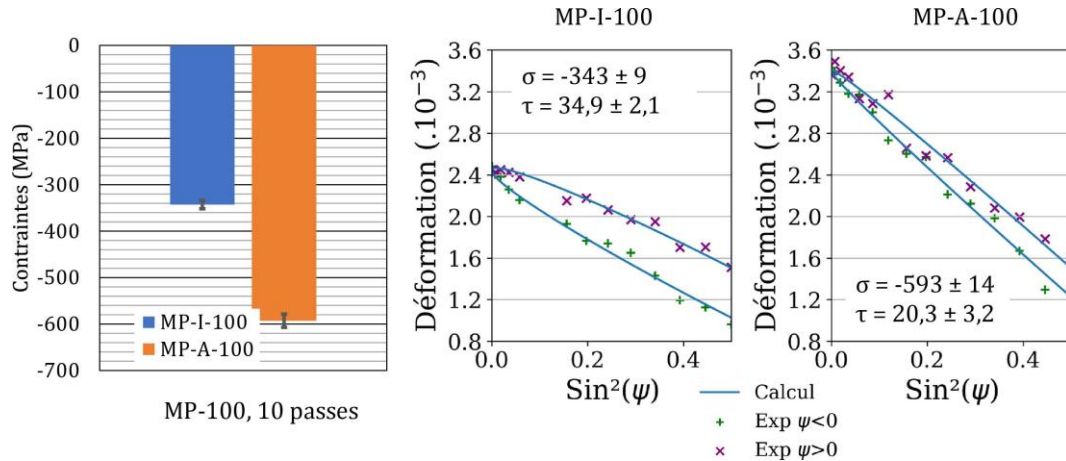 MP-I-100
MP-A-100
Contraintes (MPa)
0
-100
-200
-300
-400
-500
-600
-700
MP-I-100
MP-A-100
MP-100, 10 passes
Déformation (.10⁻³)
3.6
3.2
2.8
2.4
2.0
1.6
1.2
0.8
σ = -343 ± 9
τ = 34,9 ± 2,1
0
0.2
0.4
Sin²(ψ)
Déformation (.10⁻³)
3.6
3.2
2.8
2.4
2.0
1.6
1.2
0.8
σ = -593 ± 14
τ = 20,3 ± 3,2
0
0.2
0.4
Sin²(ψ)
Calcul
Exp ψ<0
Exp ψ>0